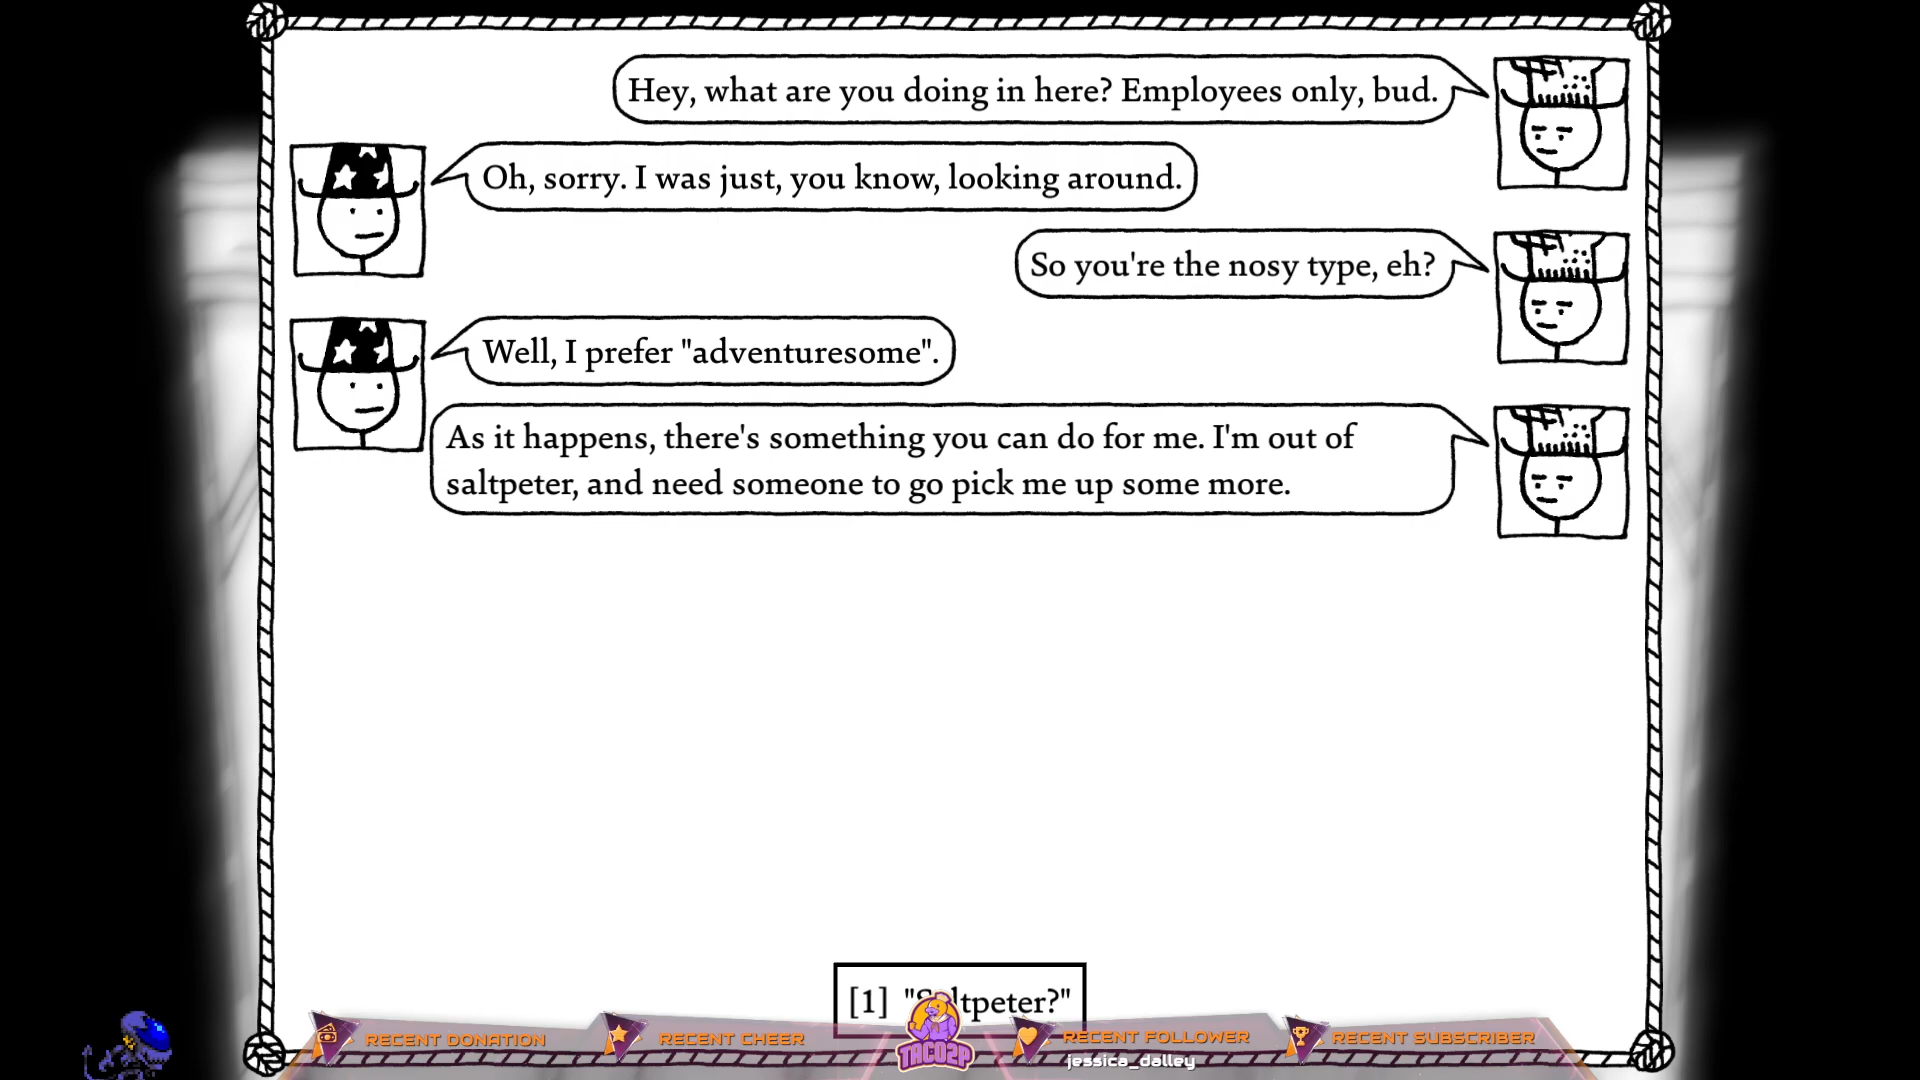 Hey, what are you doing in here? Employees only, bud.
Oh, sorry. I was just, you know, looking around.
So you're the nosy type, eh?
Well, I prefer "adventuresome".
As it happens, there's something you can do for me. I'm out of
saltpeter, and need someone to go pick me up some more.
[1] "Saltpeter?"
RECENT DONATION
RECENT CHEER
TACO2P
RECENT FOLLOWER
jessica_dalley
RECENT SUBSCRIBER